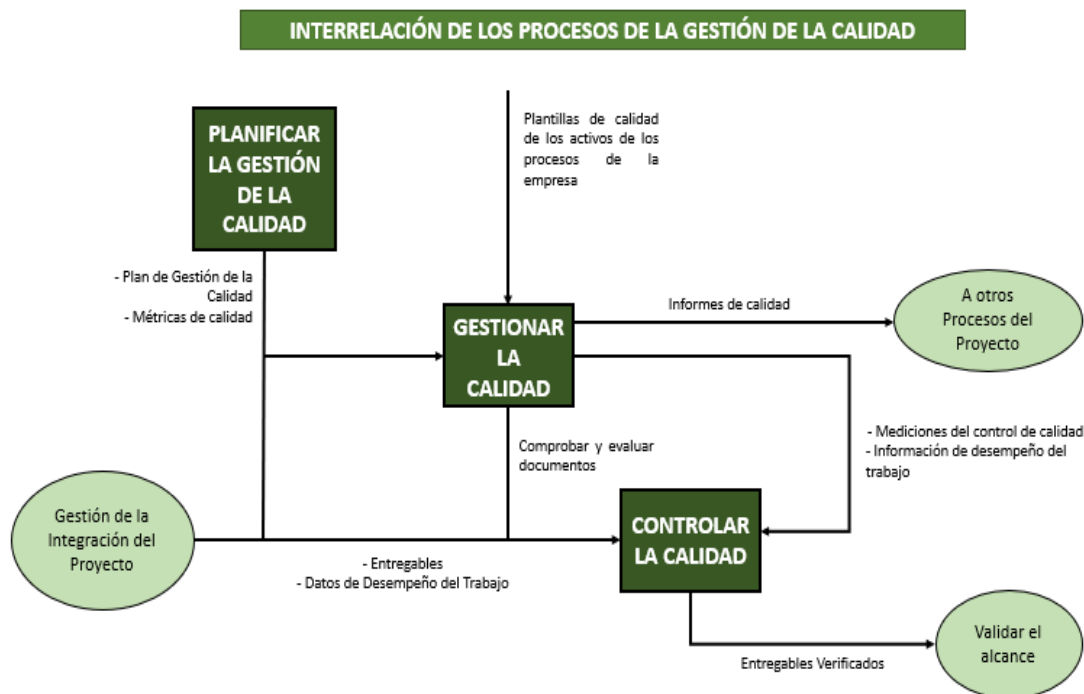 INTERRELACIÓN DE LOS PROCESOS DE LA GESTIÓN DE LA CALIDAD
PLANIFICAR
LA GESTIÓN
DE LA
CALIDAD
Plantillas de calidad
de los activos de los
procesos de la
empresa
- Plan de Gestión de la
Calidad
- Métricas de calidad
GESTIONAR
LA
CALIDAD
Informes de calidad
A otros
Procesos del
Proyecto
- Mediciones del control de calidad
- Información de desempeño del
trabajo
Comprobar y evaluar
documentos
Gestión de la
Integración del
Proyecto
- Entregables
- Datos de Desempeño del Trabajo
CONTROLAR
LA CALIDAD
Entregables Verificados
Validar el
alcance